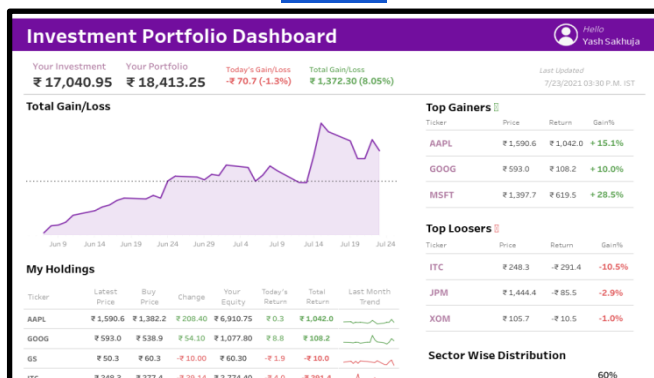 Investment Portfolio Dashboard
Hello
Yash Sakhuja
Your Investment
₹ 17,040.95
Your Portfolio
₹ 18,413.25
Today's Gain/Loss
-₹ 70.7 (-1.3%)
Total Gain/Loss
₹ 1,372.30 (8.05%)
Last Updated
7/23/2021 03:30 P.M. IST
Total Gain/Loss
Jun 9 Jun 14 Jun 19 Jun 24 Jun 29 Jul 4 Jul 9 Jul 14 Jul 19 Jul 24
My Holdings
Ticker Latest Price Buy Price Change Your Equity Today's Return Total Return Last Month Trend
AAPL ₹ 1,590.6 ₹ 1,382.2 ₹ 208.40 ₹ 6,910.75 ₹ 0.3 ₹ 1,042.0
GOOG ₹ 593.0 ₹ 538.9 ₹ 54.10 ₹ 1,077.80 ₹ 8.8 ₹ 108.2
GS ₹ 50.3 ₹ 60.3 -₹ 10.00 ₹ 60.30 -₹ 1.9 -₹ 10.0
Top Gainers
Ticker Price Return Gain%
AAPL ₹ 1,590.6 ₹ 1,042.0 + 15.1%
GOOG ₹ 593.0 ₹ 108.2 + 10.0%
MSFT ₹ 1,397.7 ₹ 619.5 + 28.5%
Top Loosers
Ticker Price Return Gain%
ITC ₹ 248.3 -₹ 291.4 -10.5%
JPM ₹ 1,444.4 -₹ 85.5 -2.9%
XOM ₹ 105.7 -₹ 10.5 -1.0%
Sector Wise Distribution
60%